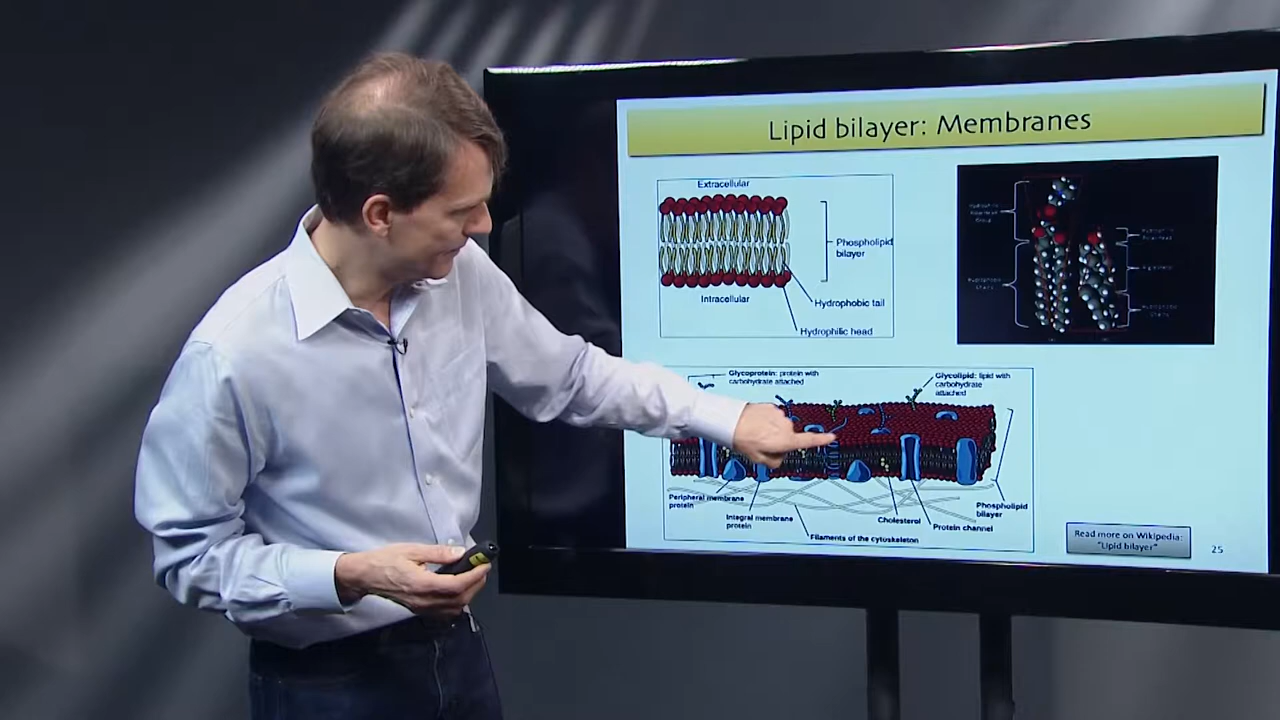 Lipid bilayer: Membranes
Extracellular
Phospholipid
bilayer
Intracellular
Hydrophobic tail
Hydrophilic head
Glycoprotein: protein with
carbohydrate attached
Glycolipid: lipid with
carbohydrate
attached
Peripheral membrane
protein
Integral membrane
protein
Filaments of the cytoskeleton
Cholesterol
Protein channel
Phospholipid
bilayer
Read more on Wikipedia:
"Lipid bilayer"
25